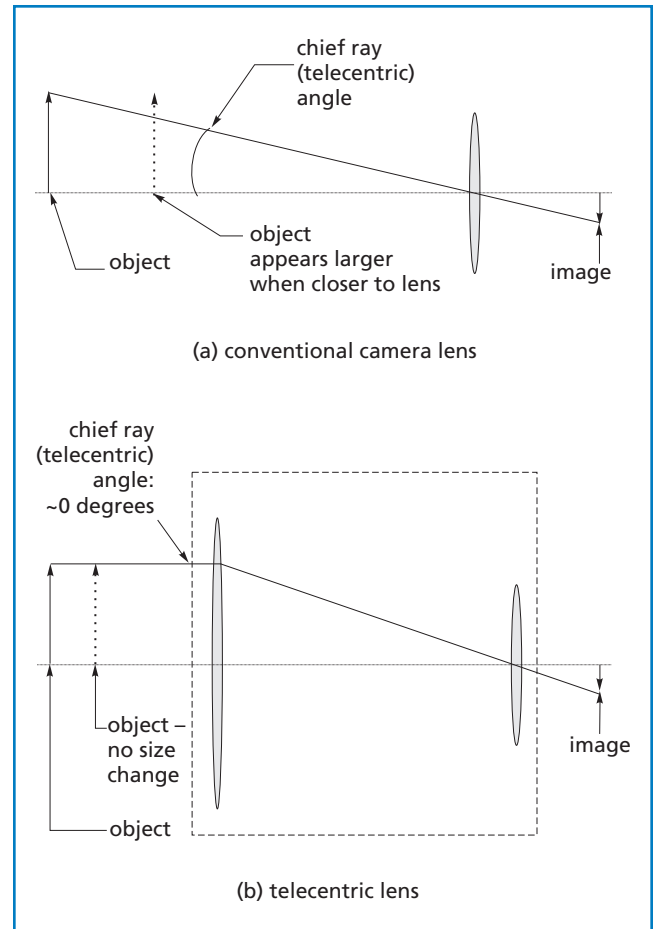 chief ray
(telecentric)
angle
object
object
appears larger
when closer to lens
image
(a) conventional camera lens
chief ray
(telecentric)
angle:
~0 degrees
object –
no size
change
object
image
(b) telecentric lens